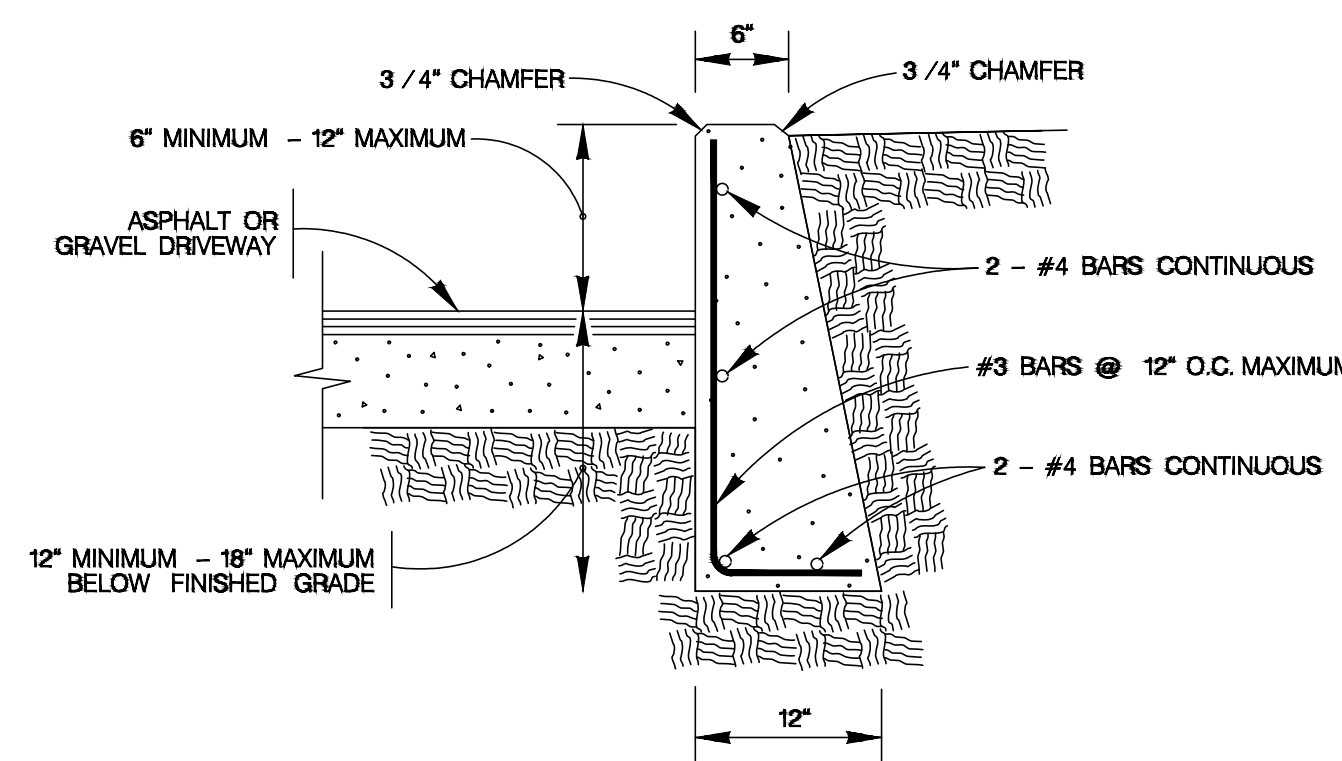 6"
3/4" CHAMFER
3/4" CHAMFER
6" MINIMUM - 12" MAXIMUM
ASPHALT OR
GRAVEL DRIVEWAY
2 - #4 BARS CONTINUOUS
#3 BARS @ 12" O.C. MAXIMUM
2 - #4 BARS CONTINUOUS
12" MINIMUM - 18" MAXIMUM
BELOW FINISHED GRADE
12"